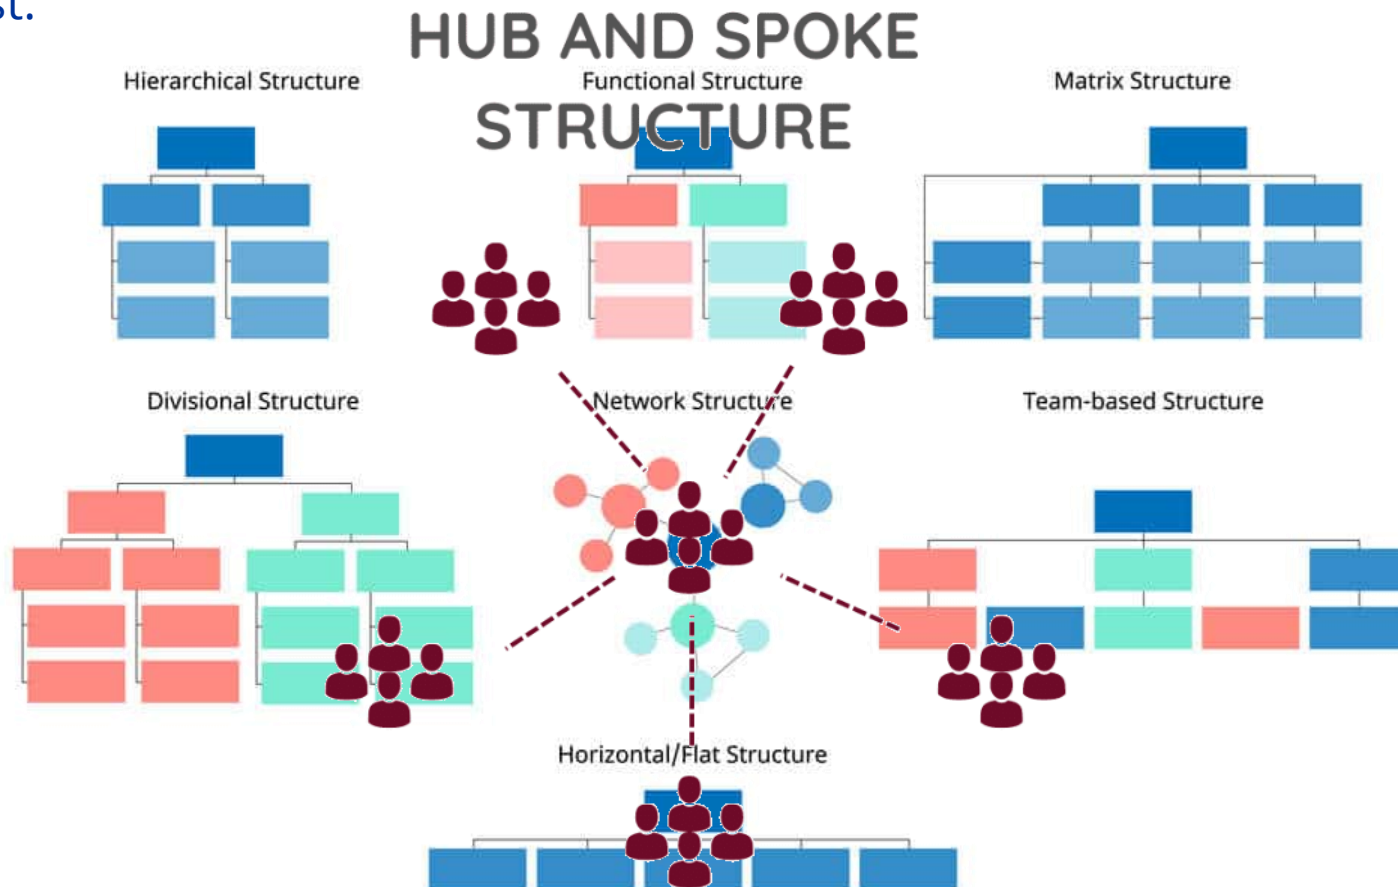 st.
HUB AND SPOKE
STRUCTURE
Hierarchical Structure
Functional Structure
Matrix Structure
Divisional Structure
Network Structure
Team-based Structure
Horizontal/Flat Structure